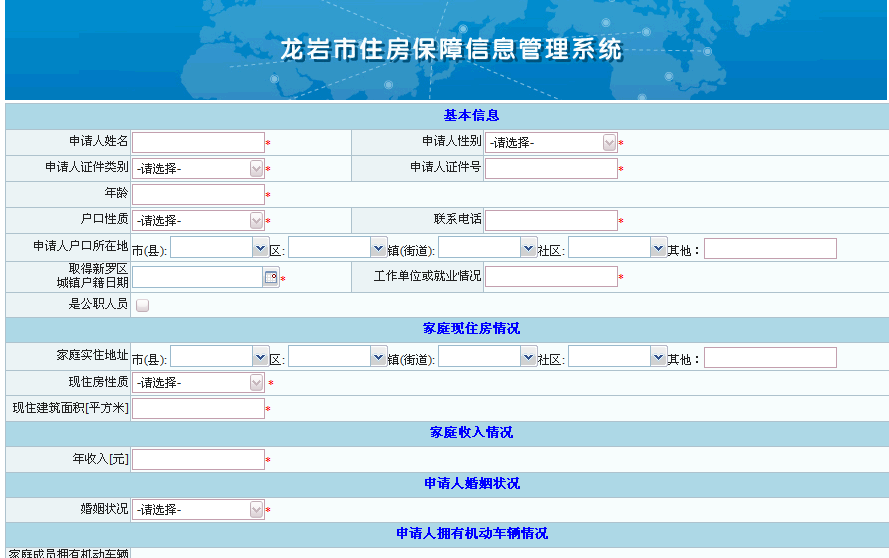 龙岩市住房保障信息管理系统
基本信息
申请人姓名 * 申请人性别 -请选择- *
申请人证件类别 -请选择- * 申请人证件号 *
年龄 *
户口性质 -请选择- * 联系电话 *
申请人户口所在地 市(县): 区: 镇(街道): 社区: 其他：
取得新罗区
城镇户籍日期 * 工作单位或就业情况 *
是公职人员
家庭现住房情况
家庭实住地址 市(县): 区: 镇(街道): 社区: 其他：
现住房性质 -请选择- *
现住建筑面积[平方米] *
家庭收入情况
年收入[元] *
申请人婚姻状况
婚姻状况 -请选择- *
申请人拥有机动车辆情况
家庭成员拥有机动车辆